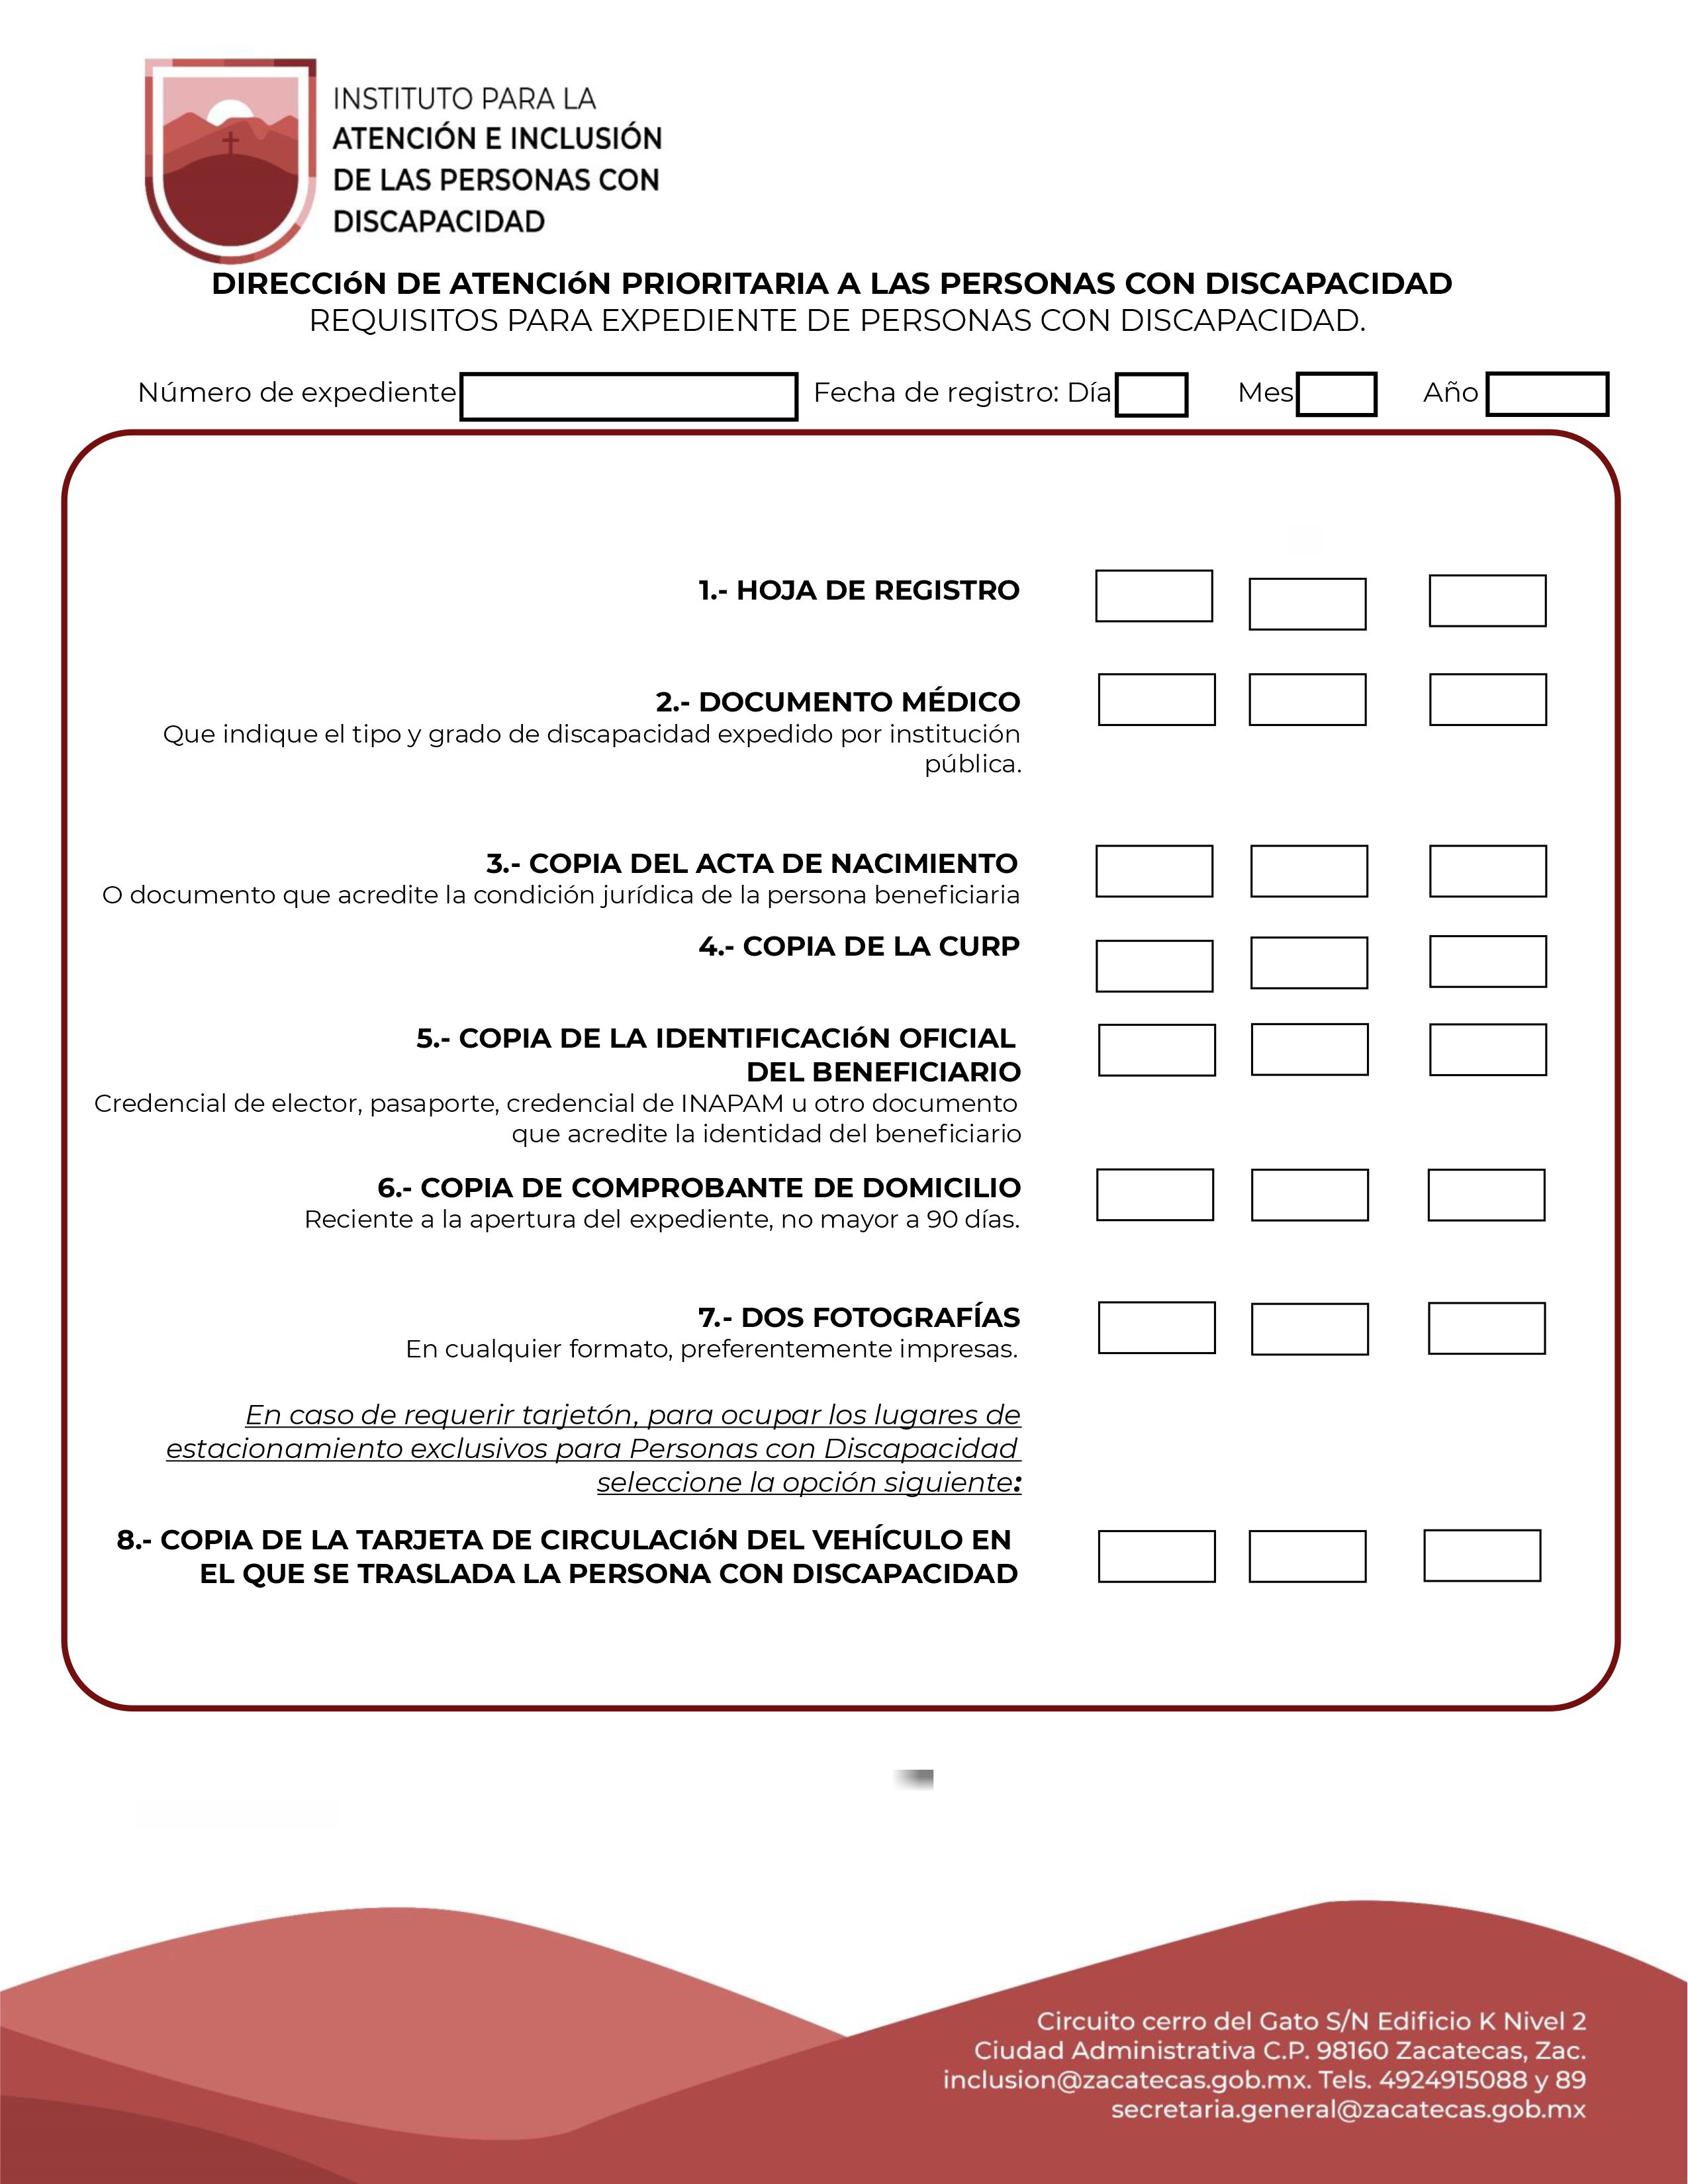 INSTITUTO PARA LA
ATENCIÓN E INCLUSIÓN
DE LAS PERSONAS CON
DISCAPACIDAD
DIRECCIóN DE ATENCIóN PRIORITARIA A LAS PERSONAS CON DISCAPACIDAD
REQUISITOS PARA EXPEDIENTE DE PERSONAS CON DISCAPACIDAD.
Número de expediente Fecha de registro: Día Mes Año
1.- HOJA DE REGISTRO
2.- DOCUMENTO MÉDICO
Que indique el tipo y grado de discapacidad expedido por institución
pública.
3.- COPIA DEL ACTA DE NACIMIENTO
O documento que acredite la condición jurídica de la persona beneficiaria
4.- COPIA DE LA CURP
5.- COPIA DE LA IDENTIFICACIóN OFICIAL
DEL BENEFICIARIO
Credencial de elector, pasaporte, credencial de INAPAM u otro documento
que acredite la identidad del beneficiario
6.- COPIA DE COMPROBANTE DE DOMICILIO
Reciente a la apertura del expediente, no mayor a 90 días.
7.- DOS FOTOGRAFÍAS
En cualquier formato, preferentemente impresas.
En caso de requerir tarjetón, para ocupar los lugares de
estacionamiento exclusivos para Personas con Discapacidad
seleccione la opción siguiente:
8.- COPIA DE LA TARJETA DE CIRCULACIóN DEL VEHÍCULO EN
EL QUE SE TRASLADA LA PERSONA CON DISCAPACIDAD
Circuito cerro del Gato S/N Edificio K Nivel 2
Ciudad Administrativa C.P. 98160 Zacatecas, Zac.
inclusion@zacatecas.gob.mx. Tels. 4924915088 y 89
secretaria.general@zacatecas.gob.mx